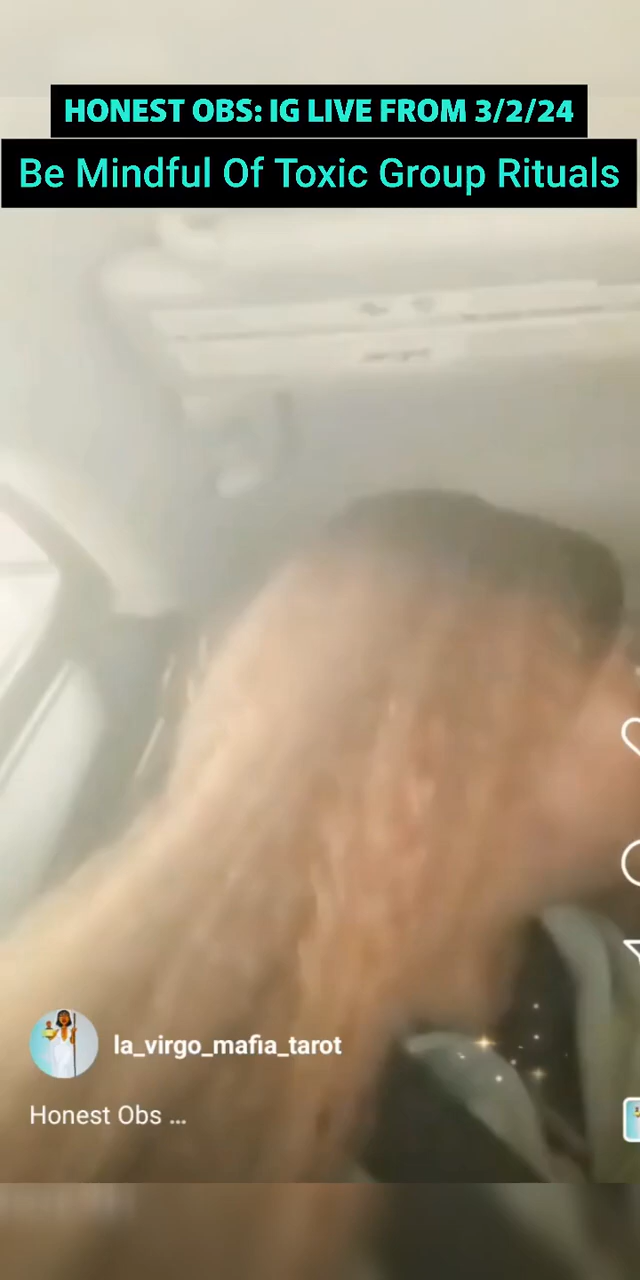 HONEST OBS: IG LIVE FROM 3/2/24
Be Mindful Of Toxic Group Rituals
la_virgo_mafia_tarot
Honest Obs ...